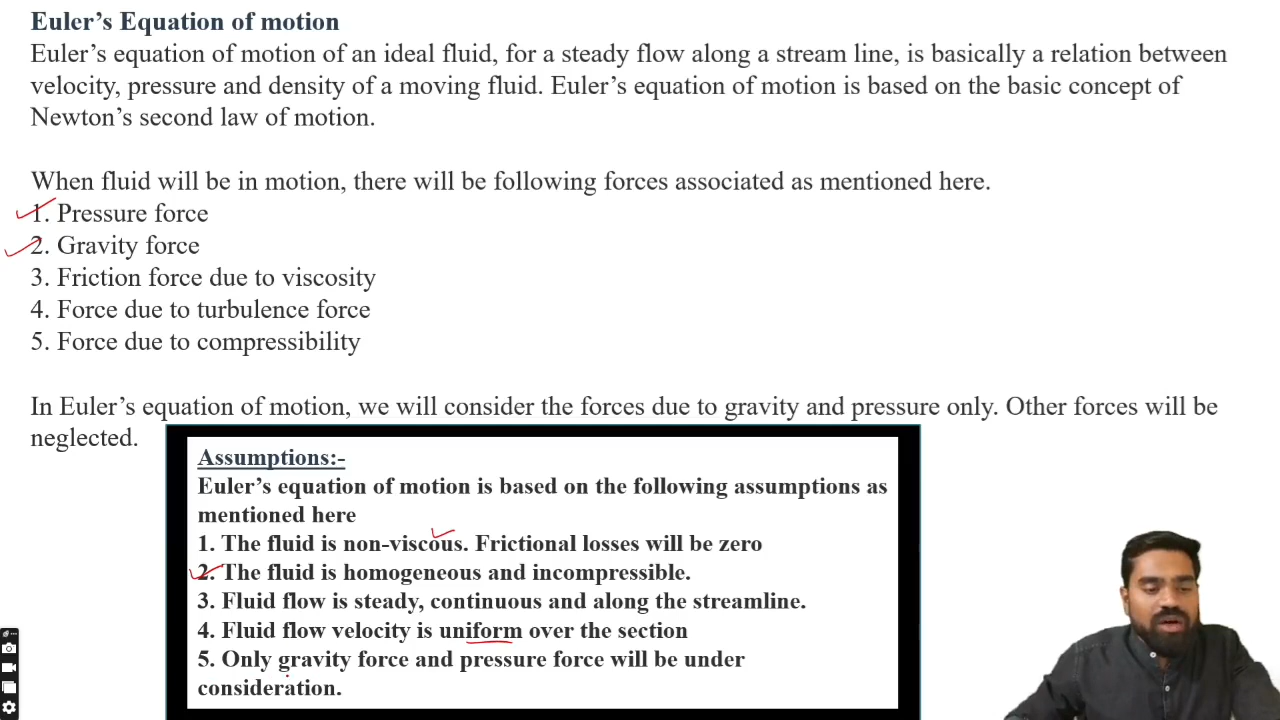 Euler’s Equation of motion
Euler’s equation of motion of an ideal fluid, for a steady flow along a stream line, is basically a relation between
velocity, pressure and density of a moving fluid. Euler’s equation of motion is based on the basic concept of
Newton’s second law of motion.
When fluid will be in motion, there will be following forces associated as mentioned here.
1. Pressure force
2. Gravity force
3. Friction force due to viscosity
4. Force due to turbulence force
5. Force due to compressibility
In Euler’s equation of motion, we will consider the forces due to gravity and pressure only. Other forces will be
neglected.
Assumptions:-
Euler’s equation of motion is based on the following assumptions as
mentioned here
1. The fluid is non-viscous. Frictional losses will be zero
2. The fluid is homogeneous and incompressible.
3. Fluid flow is steady, continuous and along the streamline.
4. Fluid flow velocity is uniform over the section
5. Only gravity force and pressure force will be under
consideration.